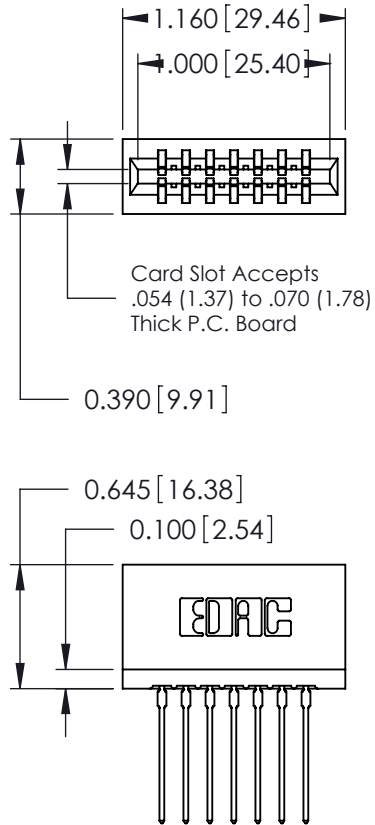 1.160 [29.46]
1.000 [25.40]
Card Slot Accepts
.054 (1.37) to .070 (1.78)
Thick P.C. Board
0.390 [9.91]
0.645 [16.38]
0.100 [2.54]
EDAC